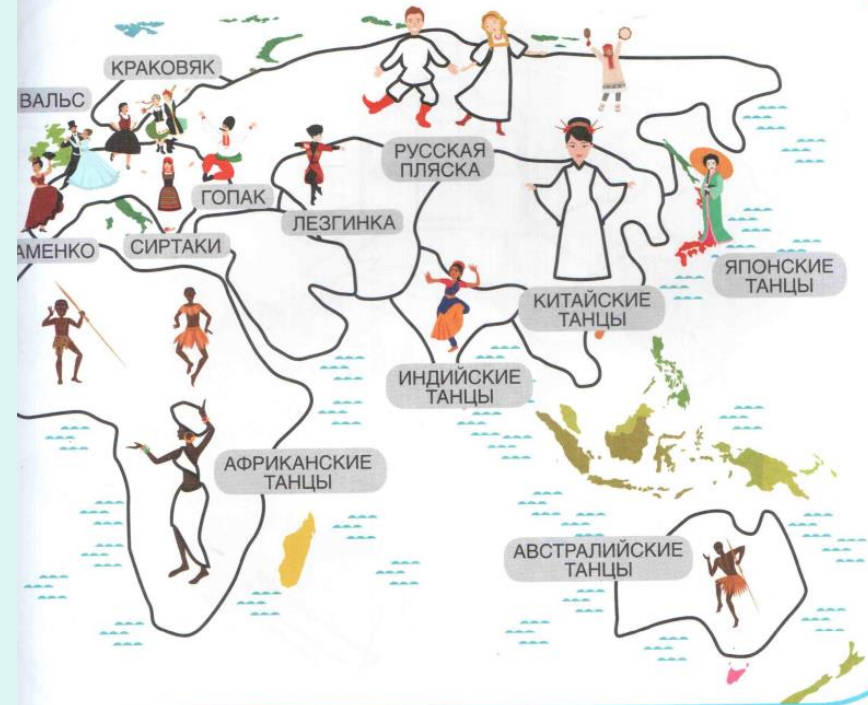 КРАКОВЯК
ВАЛЬС
РУССКАЯ
ПЛЯСКА
ГОПАК
ЛЕЗГИНКА
АМЕНКО
СИРТАКИ
ЯПОНСКИЕ
ТАНЦЫ
КИТАЙСКИЕ
ТАНЦЫ
ИНДИЙСКИЕ
ТАНЦЫ
АФРИКАНСКИЕ
ТАНЦЫ
АВСТРАЛИЙСКИЕ
ТАНЦЫ